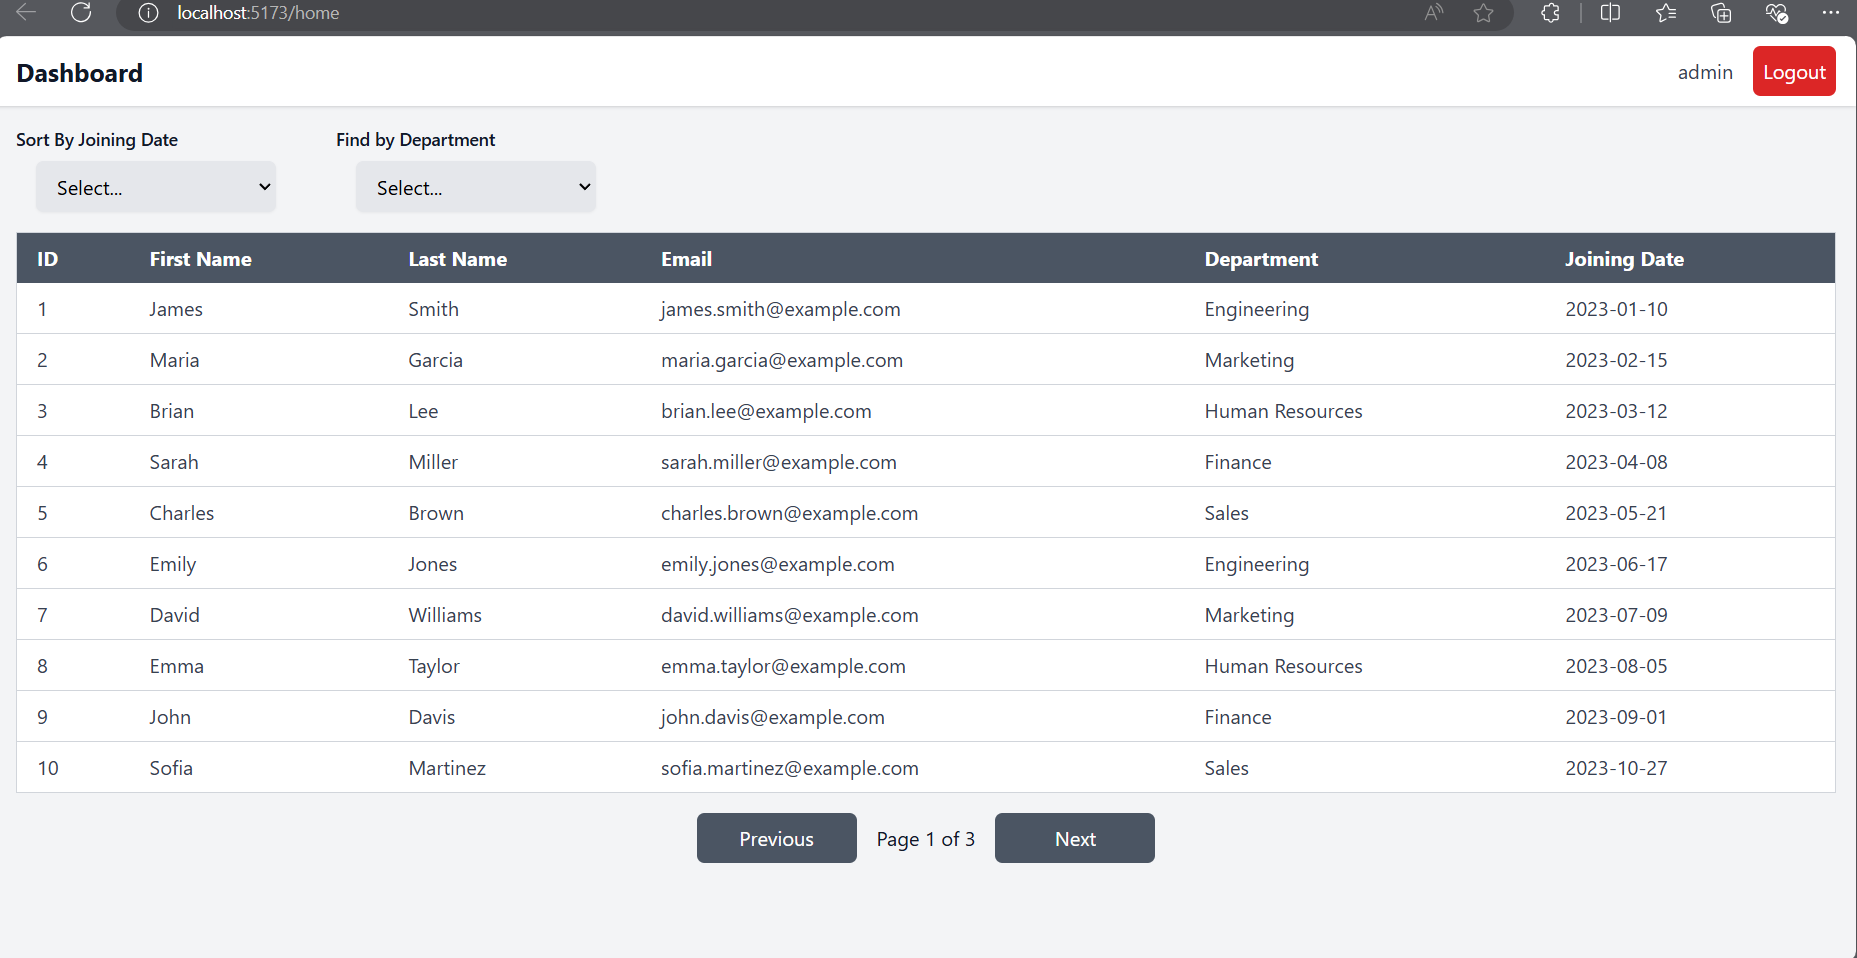 localhost:5173/home
Dashboard
admin
Logout
Sort By Joining Date
Find by Department
Select...
Select...
ID First Name Last Name Email Department Joining Date
1 James Smith james.smith@example.com Engineering 2023-01-10
2 Maria Garcia maria.garcia@example.com Marketing 2023-02-15
3 Brian Lee brian.lee@example.com Human Resources 2023-03-12
4 Sarah Miller sarah.miller@example.com Finance 2023-04-08
5 Charles Brown charles.brown@example.com Sales 2023-05-21
6 Emily Jones emily.jones@example.com Engineering 2023-06-17
7 David Williams david.williams@example.com Marketing 2023-07-09
8 Emma Taylor emma.taylor@example.com Human Resources 2023-08-05
9 John Davis john.davis@example.com Finance 2023-09-01
10 Sofia Martinez sofia.martinez@example.com Sales 2023-10-27
Previous Page 1 of 3 Next